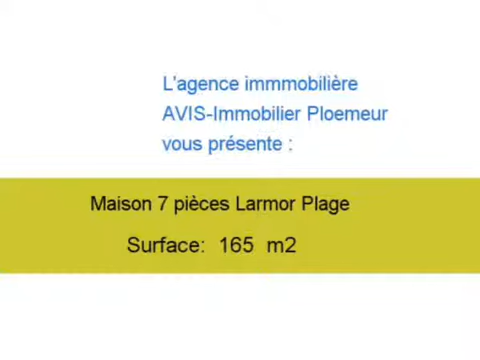 L'agence immmobilière
AVIS-Immobilier Ploemeur
vous présente :
Maison 7 pièces Larmor Plage
Surface: 165 m2